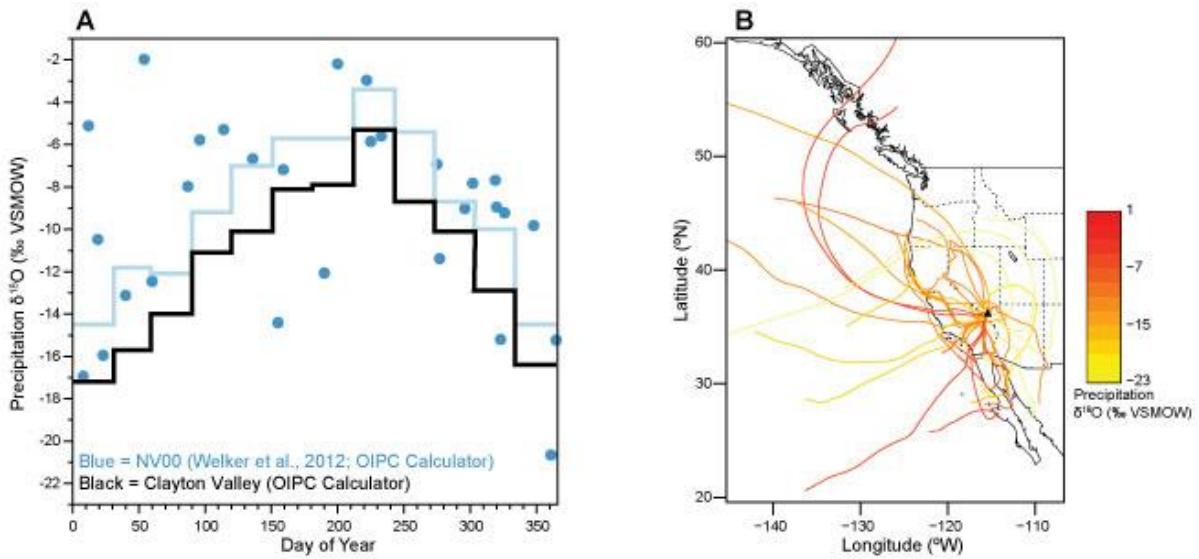 A
Precipitation δ¹⁸O (‰ VSMOW)
-2
-4
-6
-8
-10
-12
-14
-16
-18
-20
-22
Blue = NV00 (Welker et al., 2012; OIPC Calculator)
Black = Clayton Valley (OIPC Calculator)
0 50 100 150 200 250 300 350
Day of Year
B
Latitude (ºN)
60
50
40
30
20
−140 −130 −120 −110
Longitude (ºW)
1
−7
−15
−23
Precipitation
δ¹⁸O (‰ VSMOW)